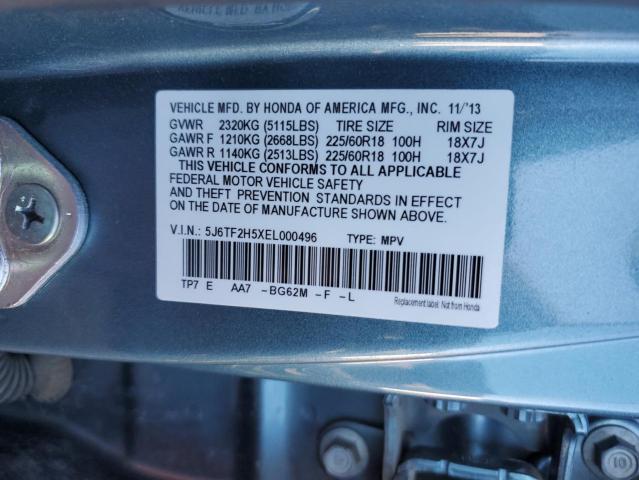 VEHICLE MFD. BY HONDA OF AMERICA MFG., INC. 11/'13
GVWR 2320KG (5115LBS) TIRE SIZE RIM SIZE
GAWR F 1210KG (2668LBS) 225/60R18 100H 18X7J
GAWR R 1140KG (2513LBS) 225/60R18 100H 18X7J
THIS VEHICLE CONFORMS TO ALL APPLICABLE
FEDERAL MOTOR VEHICLE SAFETY
AND THEFT PREVENTION STANDARDS IN EFFECT
ON THE DATE OF MANUFACTURE SHOWN ABOVE.
V.I.N.: 5J6TF2H5XEL000496 TYPE: MPV
TP7 E AA7 -BG62M -F -L
Replacement label Not from Honda
10